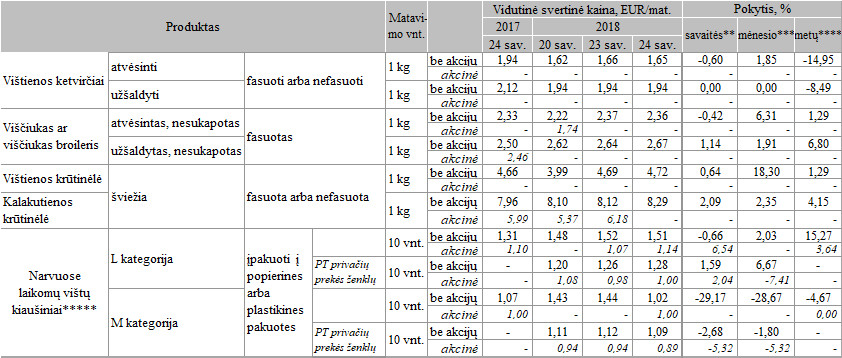 Produktas Matavi- mo vnt. Vidutinė svertinė kaina, EUR/mat. Pokytis, %
2017 2018 savaitės** mėnesio*** metų****
24 sav. 20 sav. 23 sav. 24 sav.
Vištienos ketvirčiai atvėsinti fasuoti arba nefasuoti 1 kg be akcijų 1,94 1,62 1,66 1,65 -0,60 1,85 -14,95
akcinė - - - - - - -
užšaldyti 1 kg be akcijų 2,12 1,94 1,94 1,94 0,00 0,00 -8,49
akcinė - - - - - - -
Viščiukas ar viščiukas broileris atvėsintas, nesukapotas fasuotas 1 kg be akcijų 2,33 2,22 2,37 2,36 -0,42 6,31 1,29
akcinė - 1,74 - - - - -
užšaldytas, nesukapotas 1 kg be akcijų 2,50 2,62 2,64 2,67 1,14 1,91 6,80
akcinė 2,46 - - - - - -
Vištienos krūtinėlė šviežia fasuota arba nefasuota 1 kg be akcijų 4,66 3,99 4,69 4,72 0,64 18,30 1,29
akcinė - - - - - - -
Kalakutienos krūtinėlė 1 kg be akcijų 7,96 8,10 8,12 8,29 2,09 2,35 4,15
akcinė 5,99 5,37 6,18 - - - -
Narvuose laikomų vištų kiaušiniai***** L kategorija įpakuoti į popierines arba plastikines pakuotes 10 vnt. be akcijų 1,31 1,48 1,52 1,51 -0,66 2,03 15,27
akcinė 1,10 - 1,07 1,14 6,54 - 3,64
PT privačių prekės ženklų 10 vnt. be akcijų - 1,20 1,26 1,28 1,59 6,67 -
akcinė - 1,08 0,98 1,00 2,04 -7,41 -
M kategorija 10 vnt. be akcijų 1,07 1,43 1,44 1,02 -29,17 -28,67 -4,67
akcinė 1,00 - - 1,00 - - 0,00
PT privačių prekės ženklų 10 vnt. be akcijų - 1,11 1,12 1,09 -2,68 -1,80 -
akcinė - 0,94 0,94 0,89 -5,32 -5,32 -